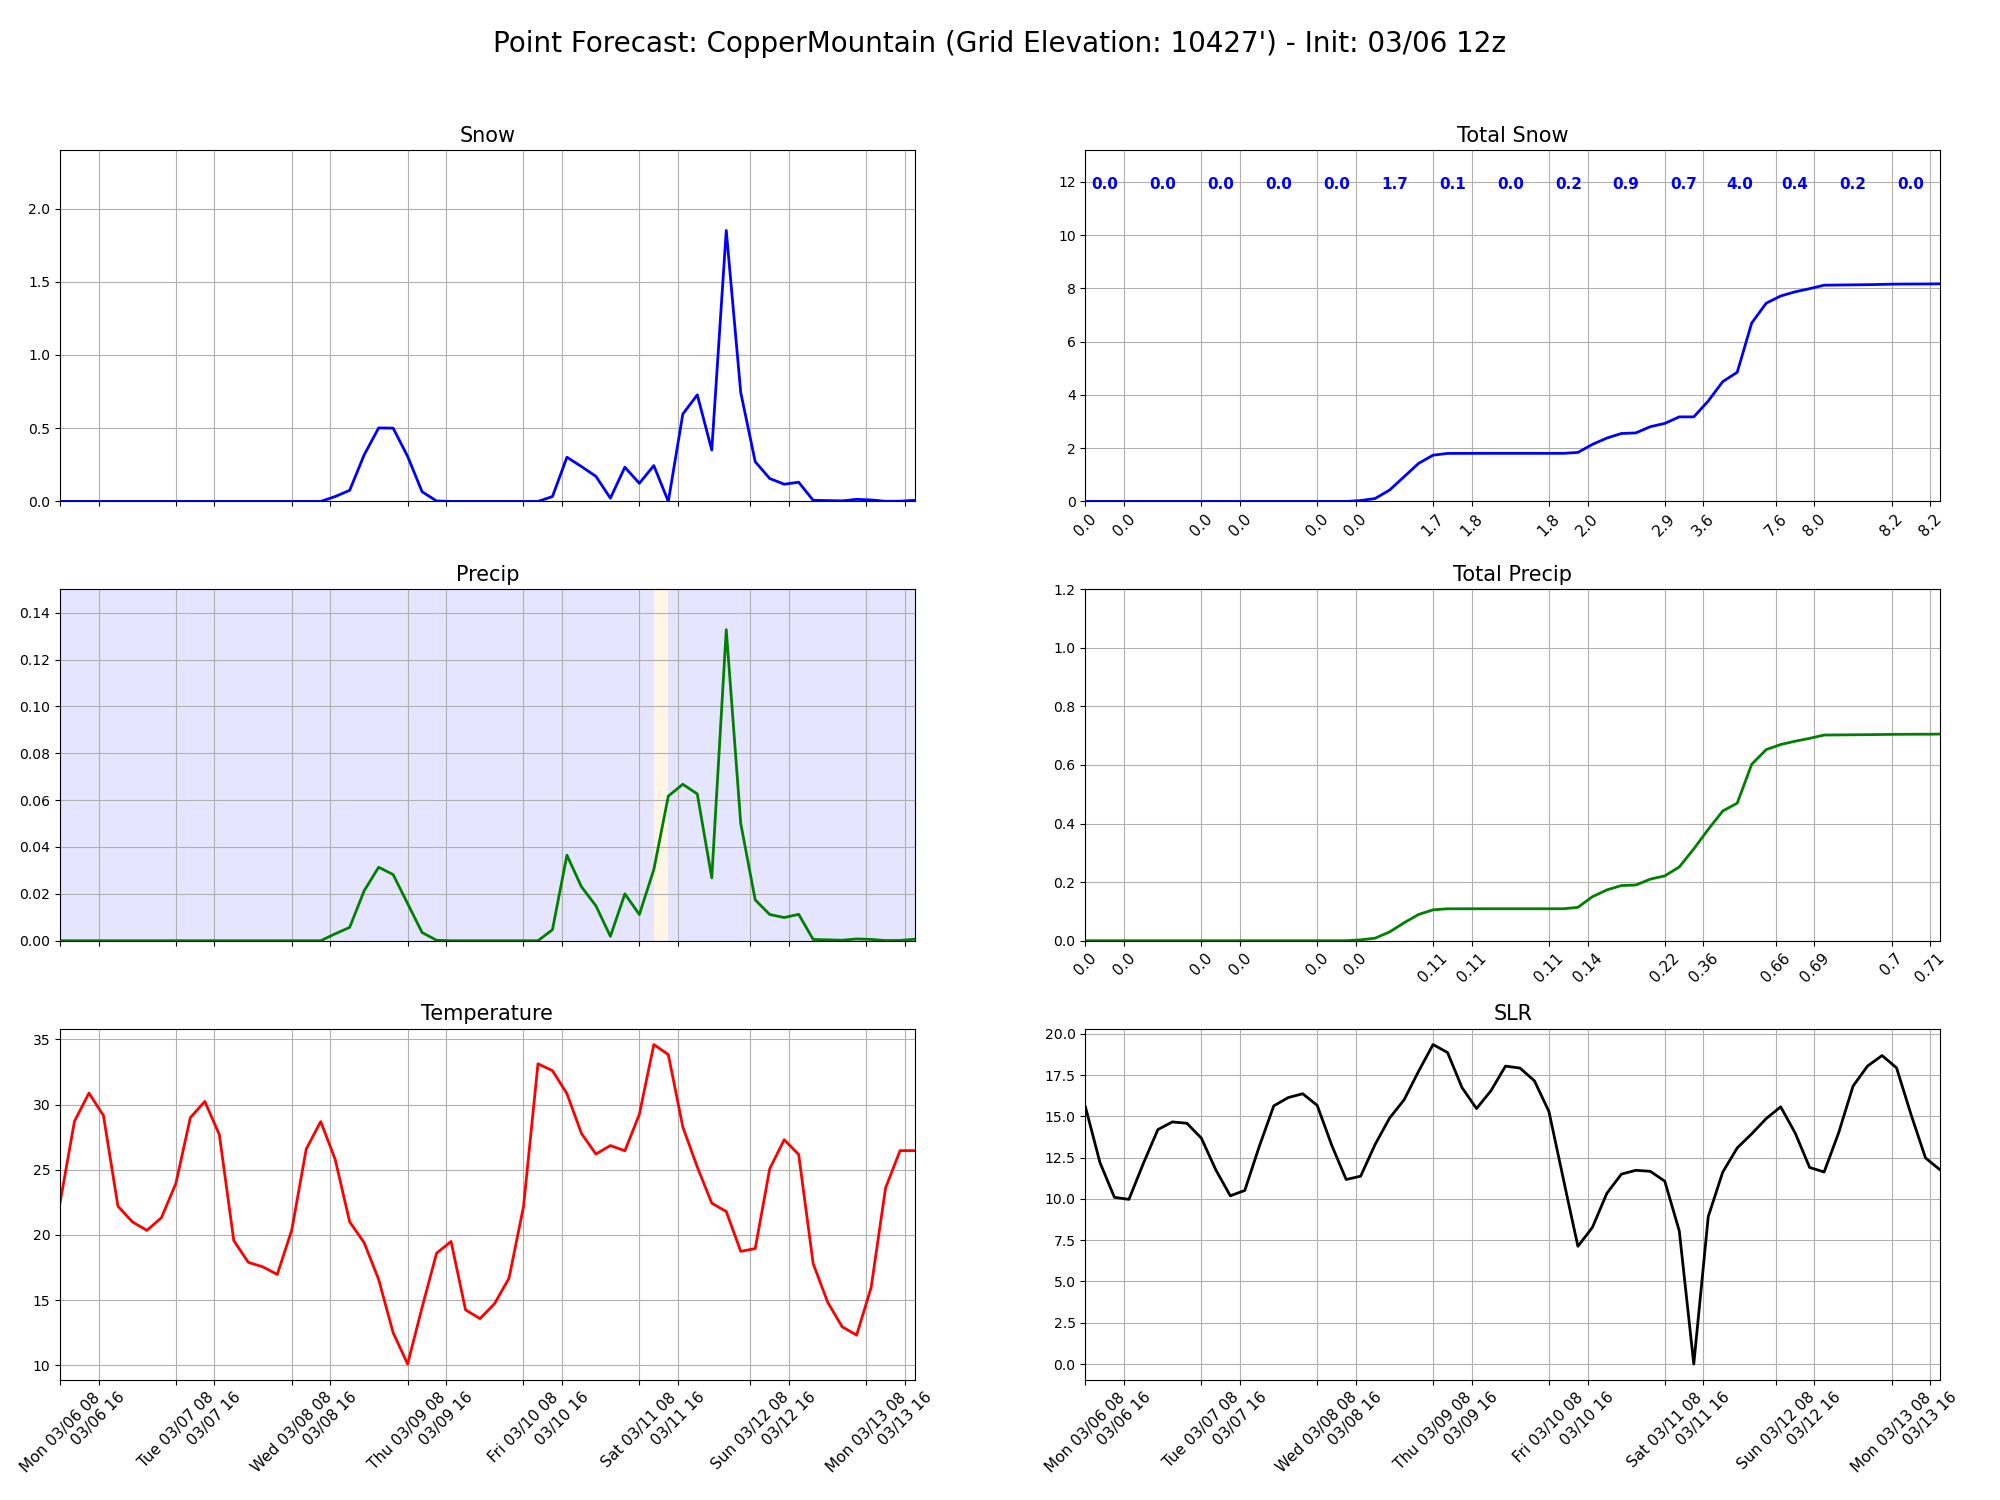 Point Forecast: CopperMountain (Grid Elevation: 10427') - Init: 03/06 12z
Snow
2.0
1.5
1.0
0.5
0.0
Total Snow
0.0 0.0 0.0 0.0 0.0 1.7 0.1 0.0 0.2 0.9 0.7 4.0 0.4 0.2 0.0
12
10
8
6
4
2
0
0.0 0.0 0.0 0.0 0.0 0.0 1.7 1.8 1.8 2.0 2.9 3.6 7.6 8.0 8.2 8.2
Precip
0.14
0.12
0.10
0.08
0.06
0.04
0.02
0.00
Total Precip
1.2
1.0
0.8
0.6
0.4
0.2
0.0
0.0 0.0 0.0 0.0 0.0 0.0 0.11 0.11 0.11 0.14 0.22 0.36 0.66 0.69 0.7 0.71
Temperature
35
30
25
20
15
10
Mon 03/06 08
03/06 16
Tue 03/07 08
03/07 16
Wed 03/08 08
03/08 16
Thu 03/09 08
03/09 16
Fri 03/10 08
03/10 16
Sat 03/11 08
03/11 16
Sun 03/12 08
03/12 16
Mon 03/13 08
03/13 16
SLR
20.0
17.5
15.0
12.5
10.0
7.5
5.0
2.5
0.0
Mon 03/06 08
03/06 16
Tue 03/07 08
03/07 16
Wed 03/08 08
03/08 16
Thu 03/09 08
03/09 16
Fri 03/10 08
03/10 16
Sat 03/11 08
03/11 16
Sun 03/12 08
03/12 16
Mon 03/13 08
03/13 16